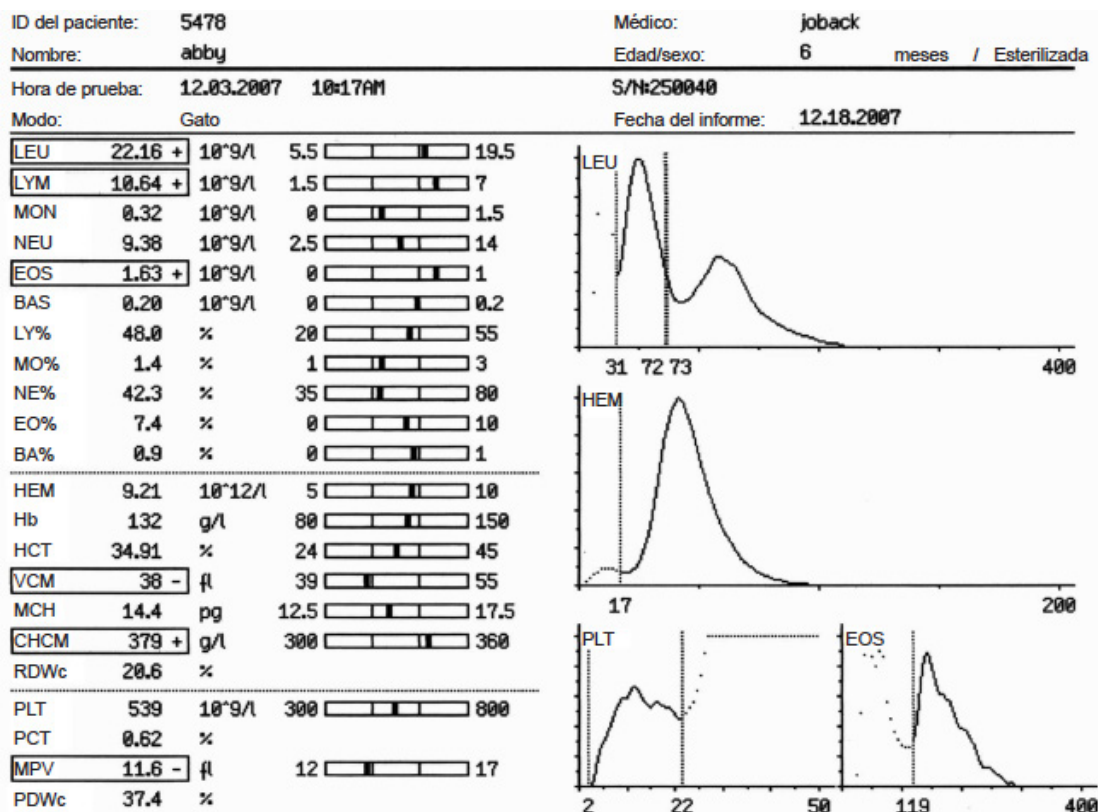 ID del paciente: 5478 Médico: joback
Nombre: abby Edad/sexo: 6 meses / Esterilizada
Hora de prueba: 12.03.2007 10:17AM S/N:250040
Modo: Gato Fecha del informe: 12.18.2007
LEU 22.16 + 10^9/l 5.5 19.5
LYM 10.64 + 10^9/l 1.5 7
MON 0.32 10^9/l 0 1.5
NEU 9.38 10^9/l 2.5 14
EOS 1.63 + 10^9/l 0 1
BAS 0.20 10^9/l 0 0.2
LY% 48.0 % 20 55
MO% 1.4 % 1 3
NE% 42.3 % 35 80
EO% 7.4 % 0 10
BA% 0.9 % 0 1
HEM 9.21 10^12/l 5 10
Hb 132 g/l 80 150
HCT 34.91 % 24 45
VCM 38 - fl 39 55
MCH 14.4 pg 12.5 17.5
CHCM 379 + g/l 300 360
RDWc 20.6 %
PLT 539 10^9/l 300 800
PCT 0.62 %
MPV 11.6 - fl 12 17
PDWc 37.4 %
LEU
31 72 73 400
HEM
17 200
PLT EOS
2 22 50 119 400